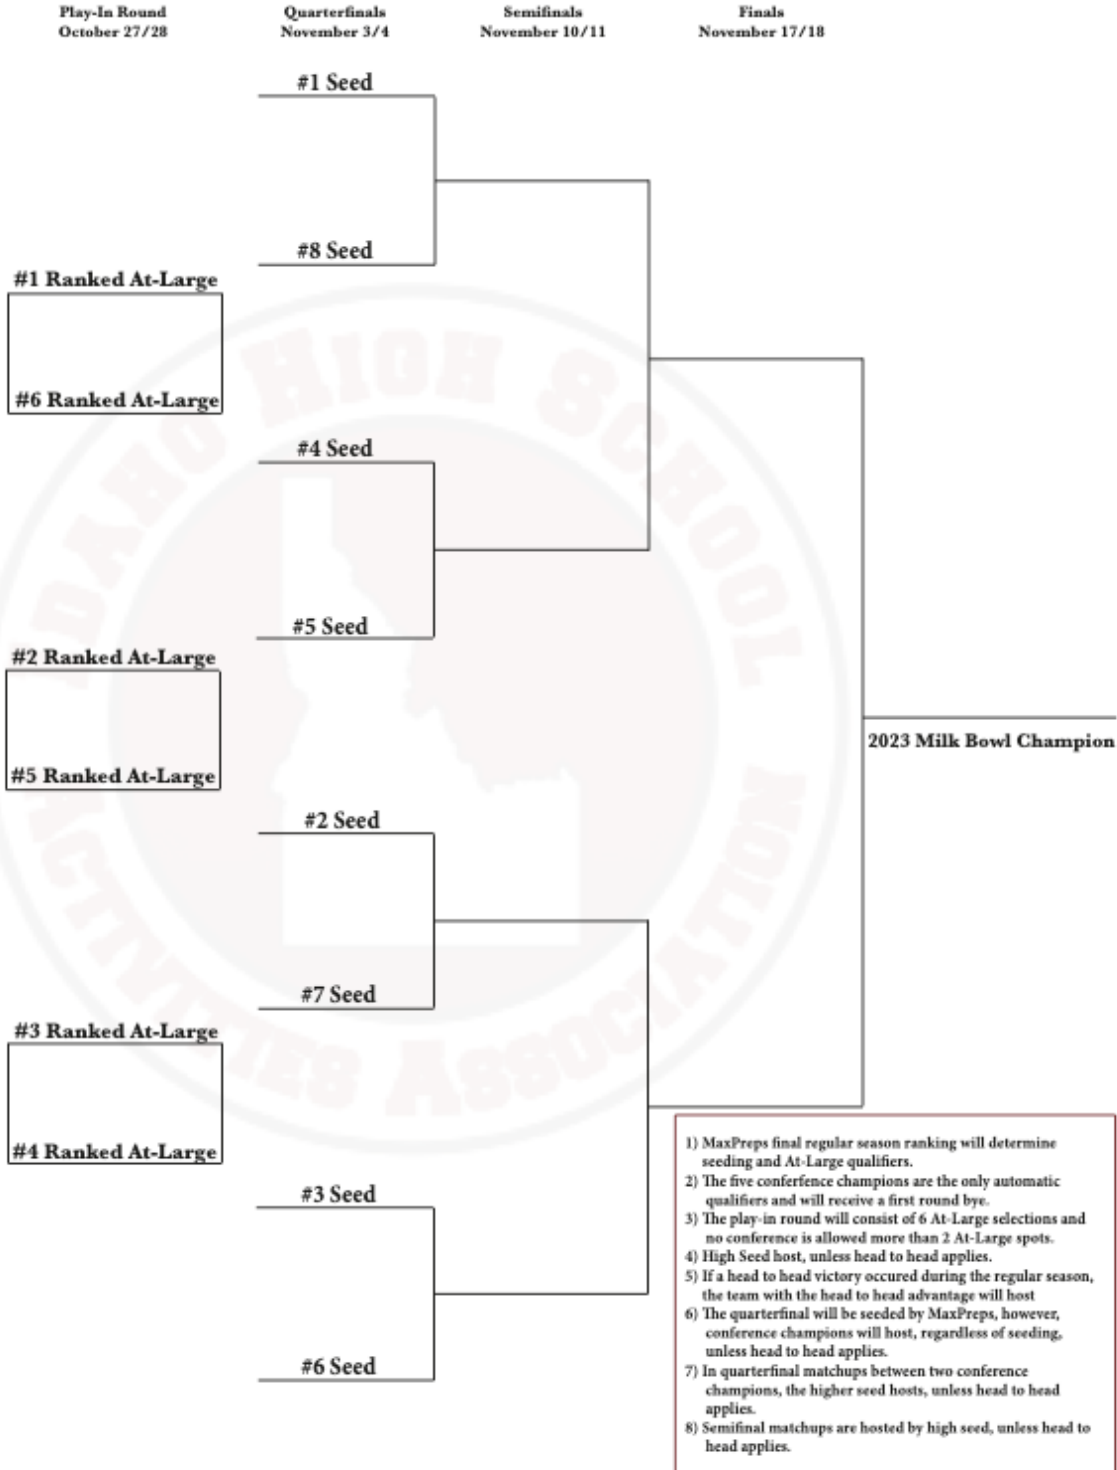 Play-In Round
October 27/28
Quarterfinals
November 3/4
Semifinals
November 10/11
Finals
November 17/18
#1 Seed
#8 Seed
#1 Ranked At-Large
#6 Ranked At-Large
#4 Seed
#5 Seed
#2 Ranked At-Large
#5 Ranked At-Large
2023 Milk Bowl Champion
#2 Seed
#7 Seed
#3 Ranked At-Large
#4 Ranked At-Large
#3 Seed
#6 Seed
1) MaxPreps final regular season ranking will determine
seeding and At-Large qualifiers.
2) The five conferfence champions are the only automatic
qualifiers and will receive a first round bye.
3) The play-in round will consist of 6 At-Large selections and
no conference is allowed more than 2 At-Large spots.
4) High Seed host, unless head to head applies.
5) If a head to head victory occured during the regular season,
the team with the head to head advantage will host
6) The quarterfinal will be seeded by MaxPreps, however,
conference champions will host, regardless of seeding,
unless head to head applies.
7) In quarterfinal matchups between two conference
champions, the higher seed hosts, unless head to head
applies.
8) Semifinal matchups are hosted by high seed, unless head to
head applies.
IDAHO HIGH SCHOOL
ACTIVITIES ASSOCIATION